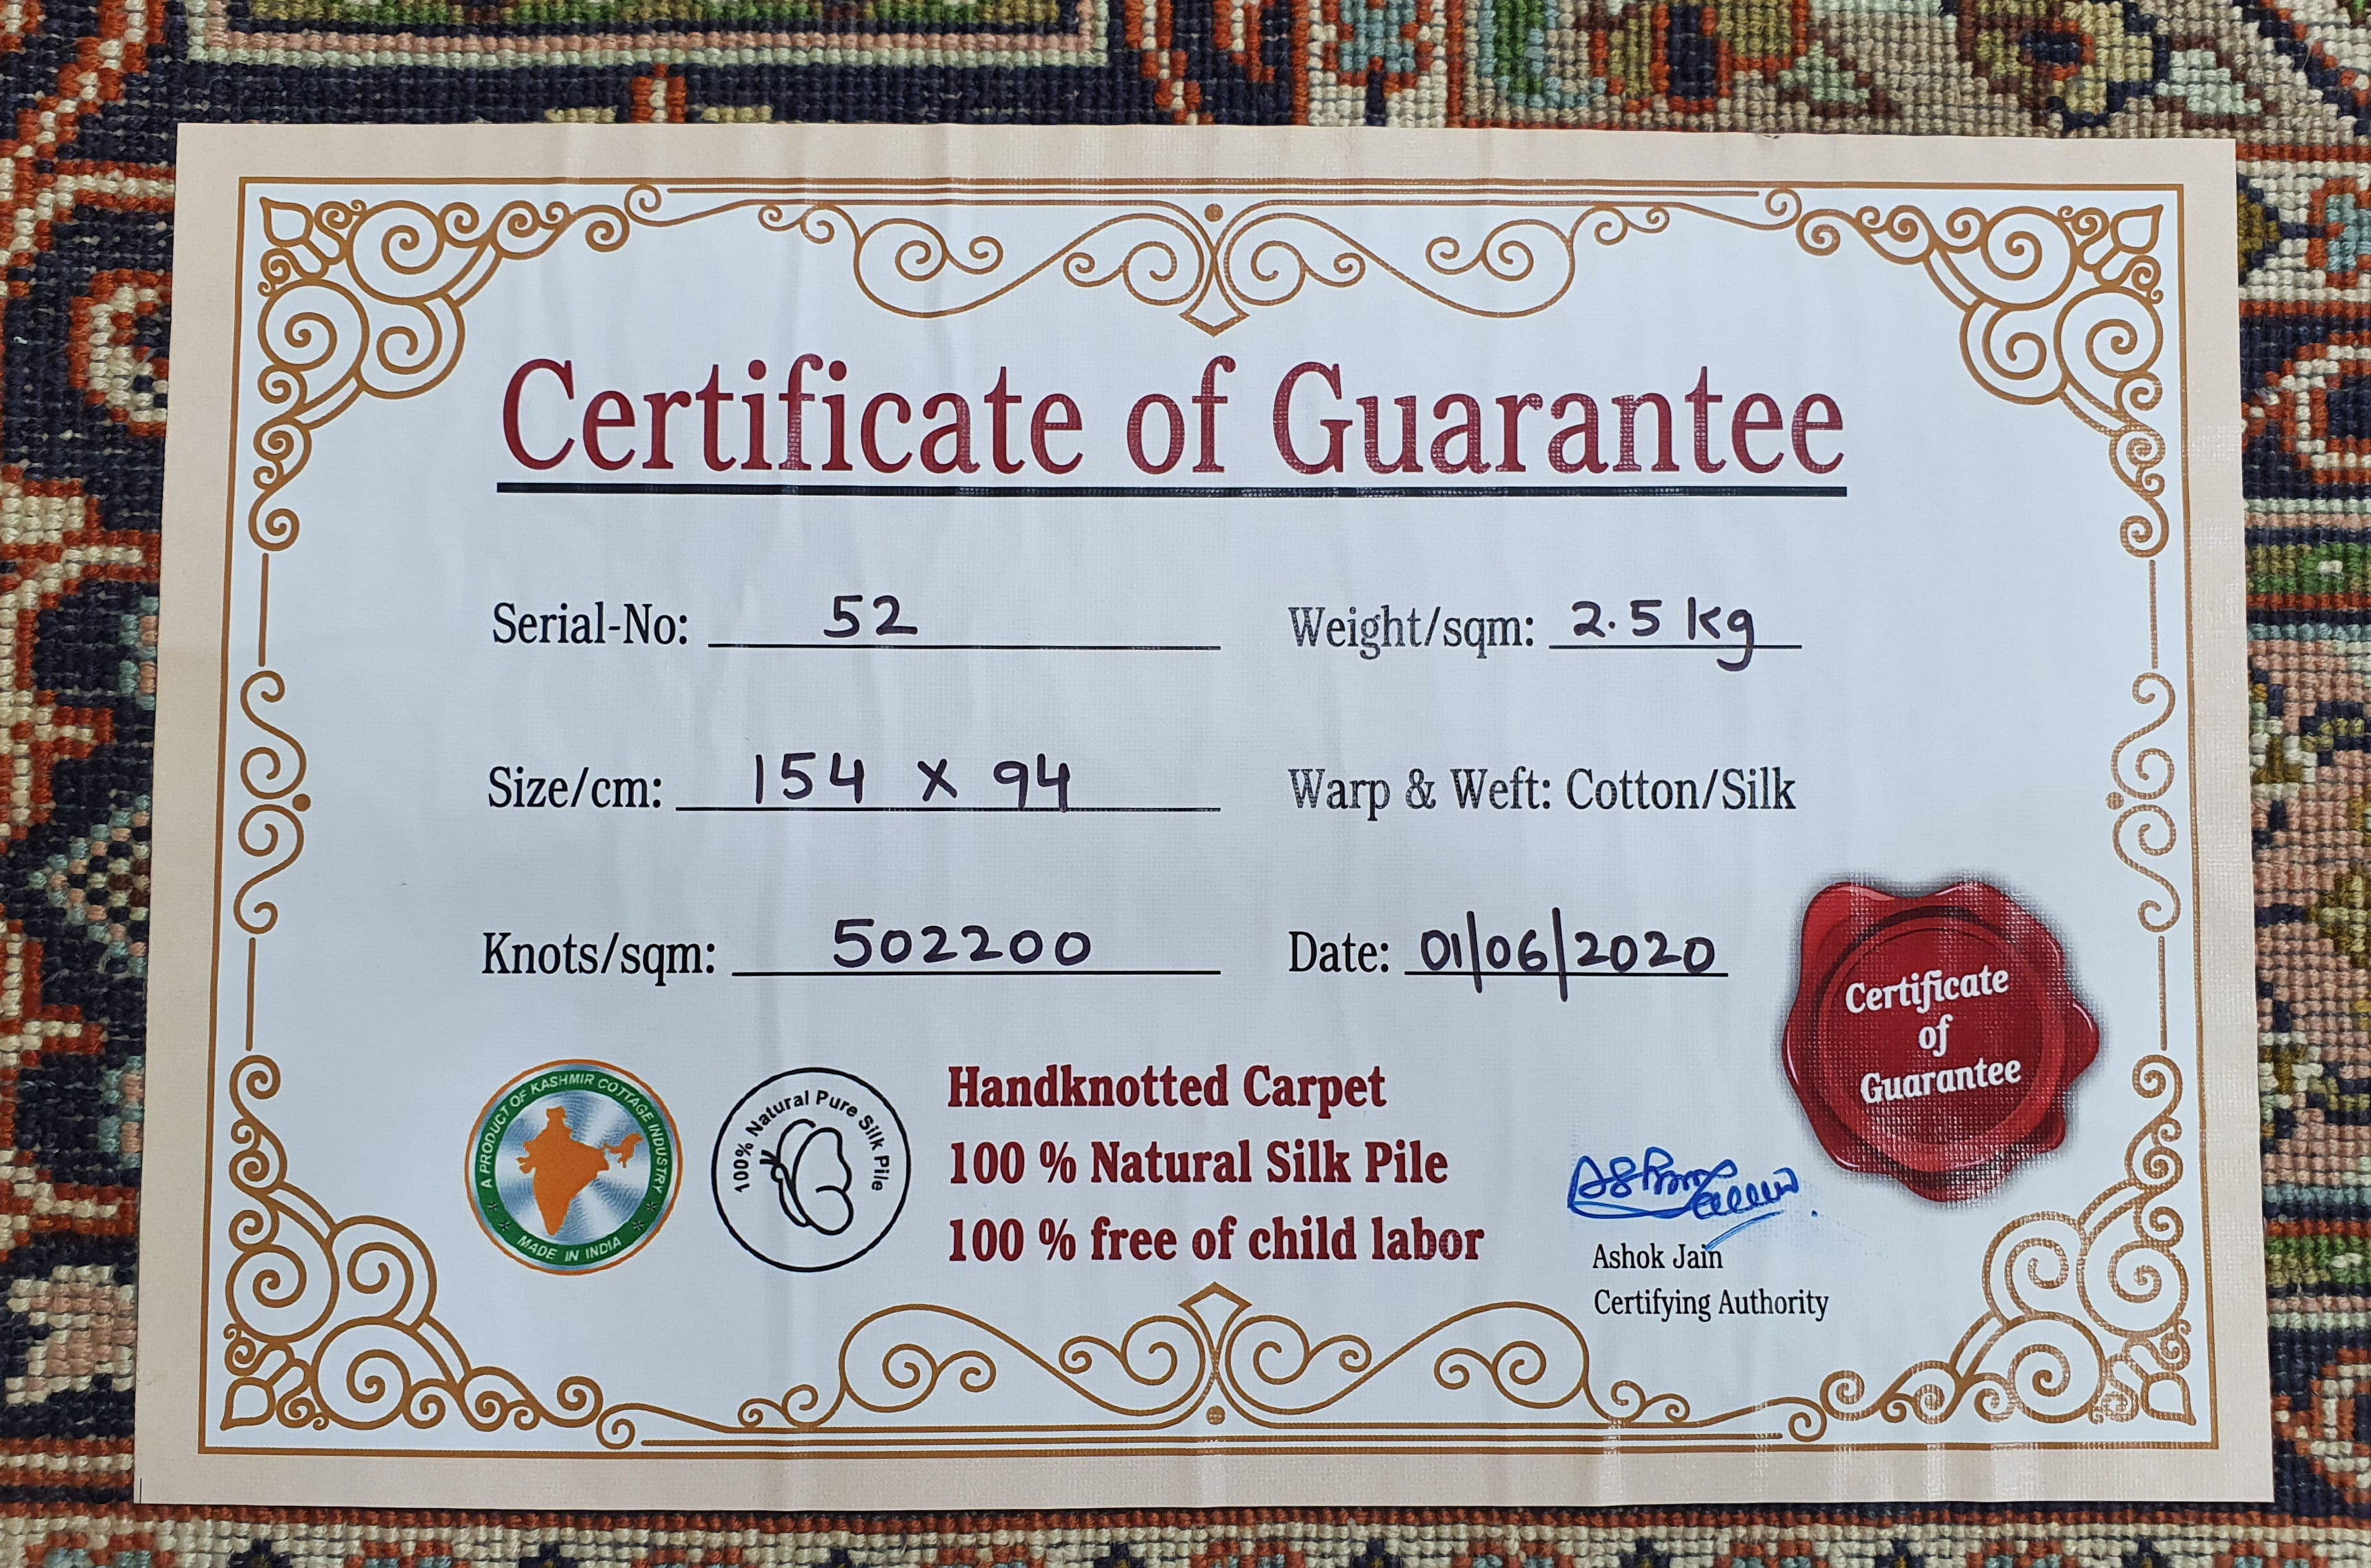 Certificate of Guarantee
Serial-No: 52
Weight/sqm: 2.5 kg
Size/cm: 154 x 94
Warp & Weft: Cotton/Silk
Knots/sqm: 502200
Date: 01/06/2020
Certificate
of
Guarantee
A PRODUCT OF KASHMIR COTTAGE INDUSTRY
MADE IN INDIA
100% Natural Pure Silk Pile
Handknotted Carpet
100 % Natural Silk Pile
100 % free of child labor
Ashok Jain
Certifying Authority